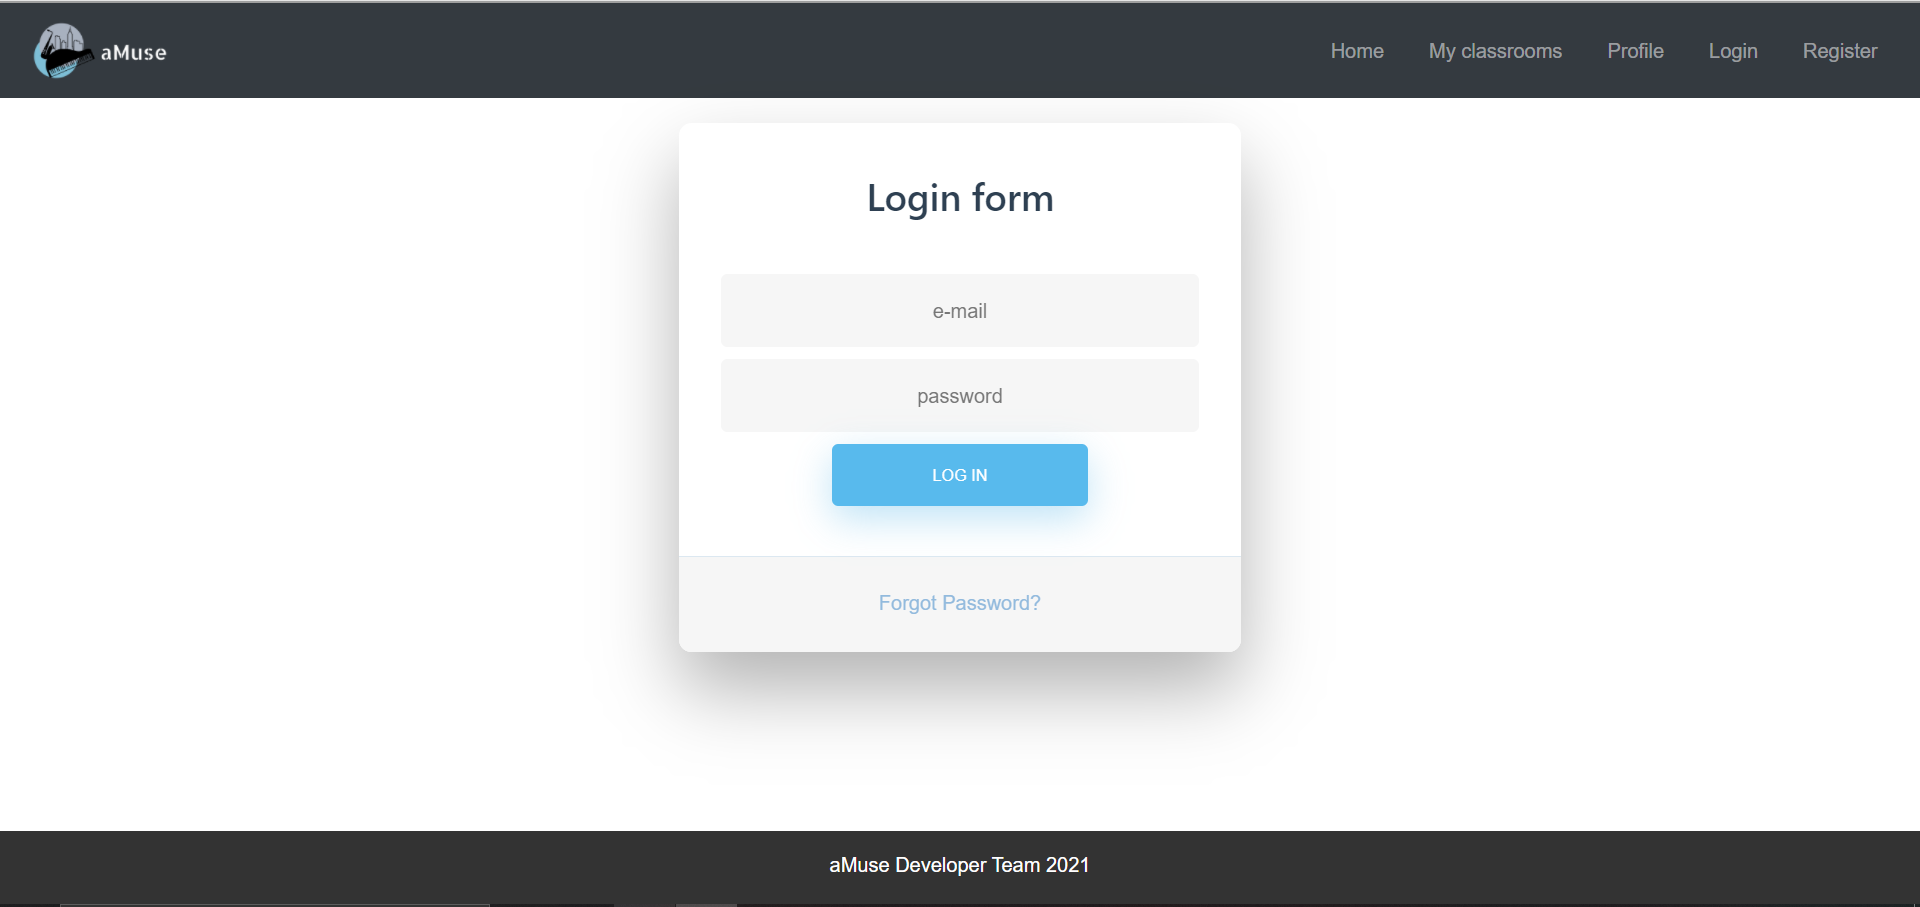 aMuse
Home My classrooms Profile Login Register
Login form
e-mail
password
LOG IN
Forgot Password?
aMuse Developer Team 2021